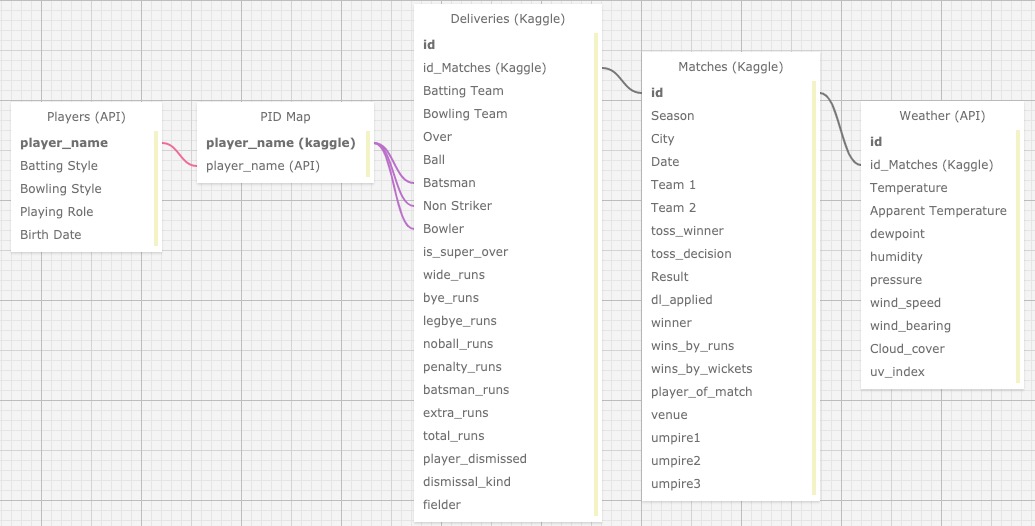 Players (API)
player_name
Batting Style
Bowling Style
Playing Role
Birth Date
PID Map
player_name (kaggle)
player_name (API)
Deliveries (Kaggle)
id
id_Matches (Kaggle)
Batting Team
Bowling Team
Over
Ball
Batsman
Non Striker
Bowler
is_super_over
wide_runs
bye_runs
legbye_runs
noball_runs
penalty_runs
batsman_runs
extra_runs
total_runs
player_dismissed
dismissal_kind
fielder
Matches (Kaggle)
id
Season
City
Date
Team 1
Team 2
toss_winner
toss_decision
Result
dl_applied
winner
wins_by_runs
wins_by_wickets
player_of_match
venue
umpire1
umpire2
umpire3
Weather (API)
id
id_Matches (Kaggle)
Temperature
Apparent Temperature
dewpoint
humidity
pressure
wind_speed
wind_bearing
Cloud_cover
uv_index